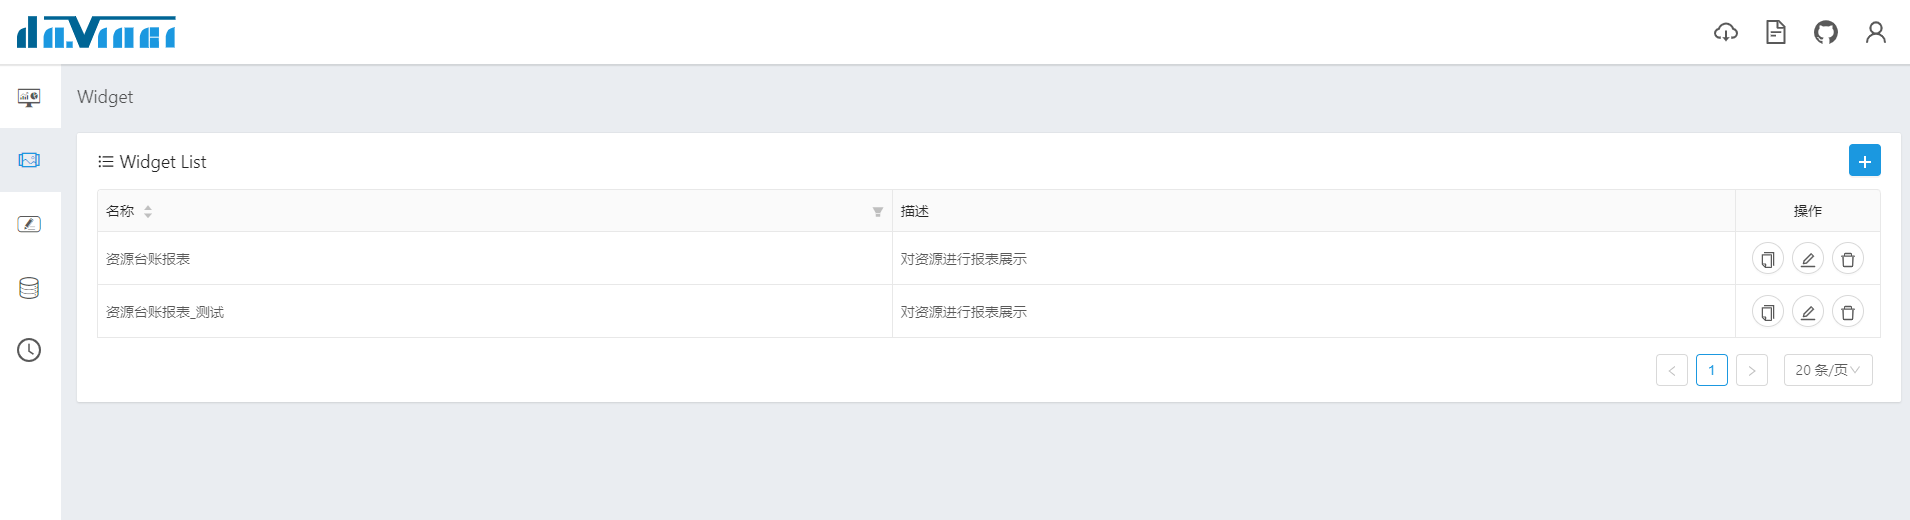 da.Vinci
Widget
Widget List
名称 描述 操作
资源台账报表 对资源进行报表展示
资源台账报表_测试 对资源进行报表展示
1 20 条/页